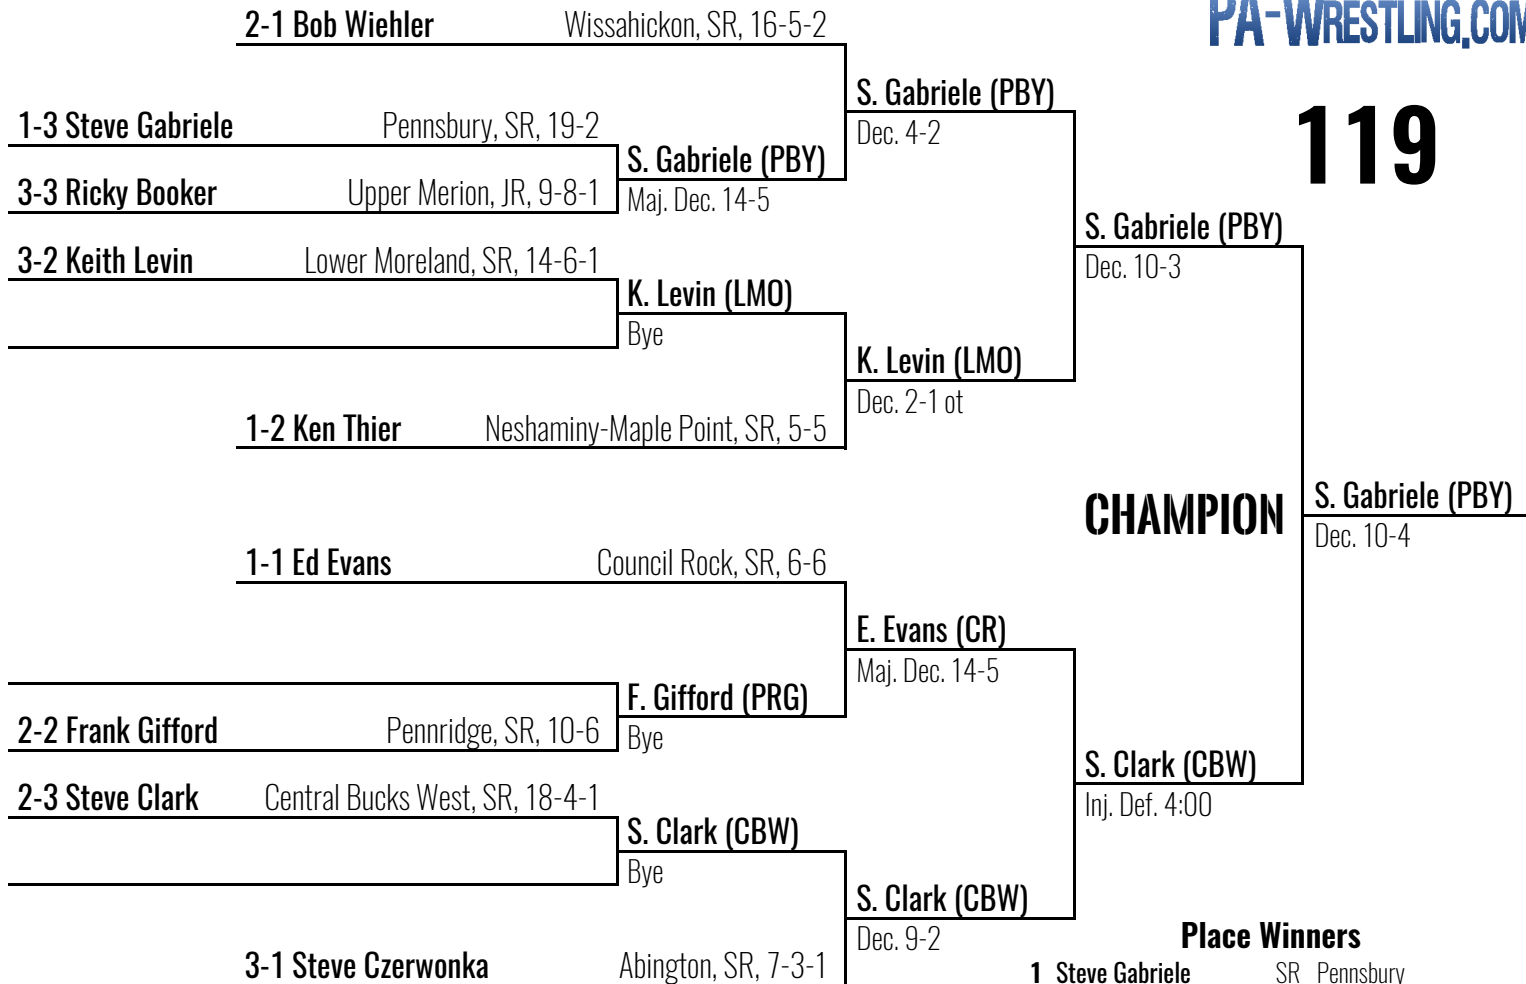 2-1 Bob Wiehler Wissahickon, SR, 16-5-2
PA-WRESTLING.COM
S. Gabriele (PBY)
Dec. 4-2
119
1-3 Steve Gabriele Pennsbury, SR, 19-2
S. Gabriele (PBY)
Maj. Dec. 14-5
3-3 Ricky Booker Upper Merion, JR, 9-8-1
S. Gabriele (PBY)
Dec. 10-3
3-2 Keith Levin Lower Moreland, SR, 14-6-1
K. Levin (LMO)
Bye
K. Levin (LMO)
Dec. 2-1 ot
1-2 Ken Thier Neshaminy-Maple Point, SR, 5-5
CHAMPION
S. Gabriele (PBY)
Dec. 10-4
1-1 Ed Evans Council Rock, SR, 6-6
E. Evans (CR)
Maj. Dec. 14-5
F. Gifford (PRG)
Bye
2-2 Frank Gifford Pennridge, SR, 10-6
S. Clark (CBW)
Inj. Def. 4:00
2-3 Steve Clark Central Bucks West, SR, 18-4-1
S. Clark (CBW)
Bye
S. Clark (CBW)
Dec. 9-2
3-1 Steve Czerwonka Abington, SR, 7-3-1
Place Winners
1 Steve Gabriele SR Pennsbury